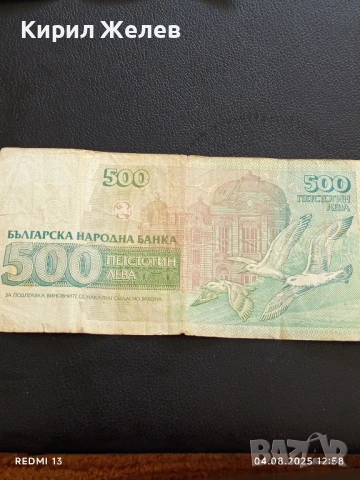 Кирил Желев
500
500
ПЕТСТОТИН
ЛЕВА
БЪЛГАРСКА НАРОДНА БАНКА
500 ПЕТСТОТИН
ЛЕВА
ЗА ПОДПРАВКА ВИНОВНИТЕ СЕ НАКАЗВАТ СЪГЛАСНО ЗАКОНА
BAZAR
REDMI 13
04.08.2025 12:58